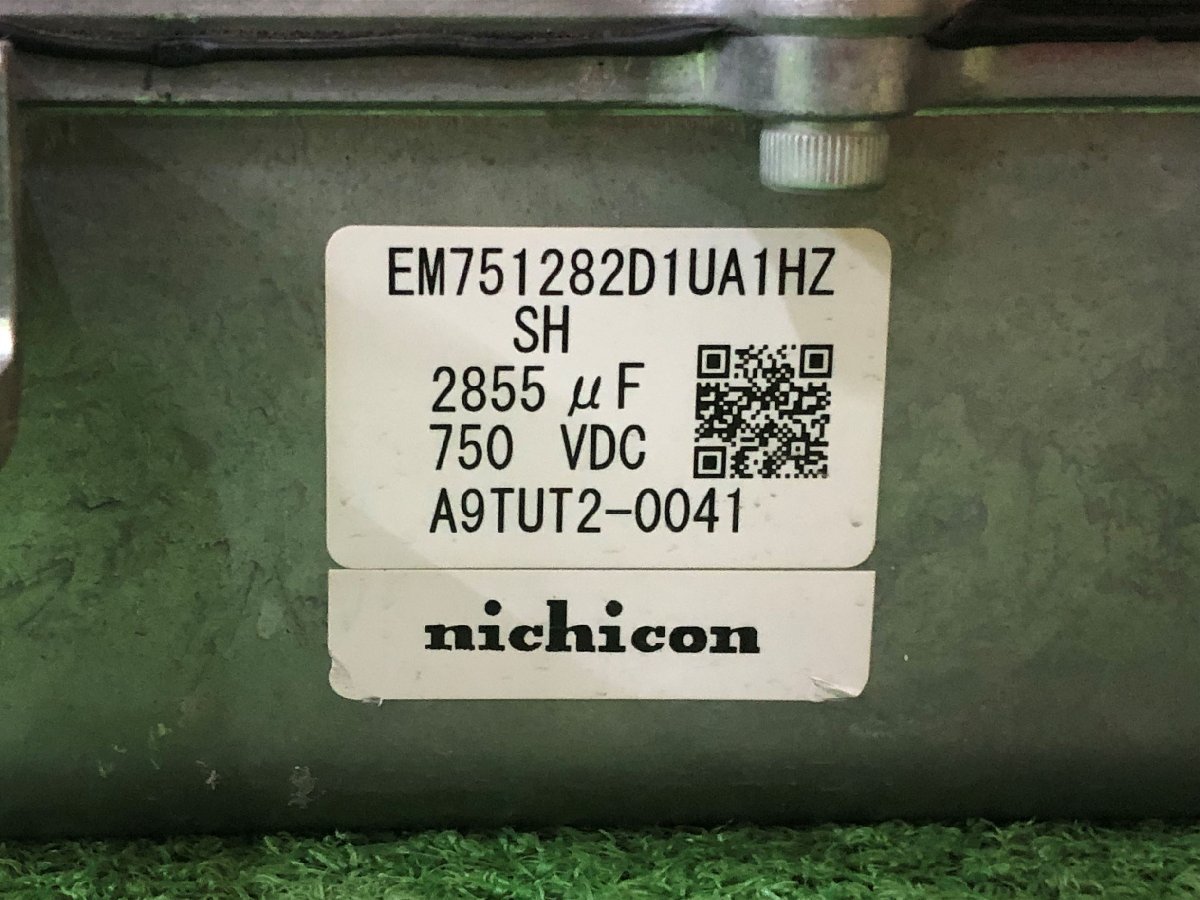 EM751282D1UA1HZ
SH
2855 μF
750 VDC
A9TUT2-0041
nichicon